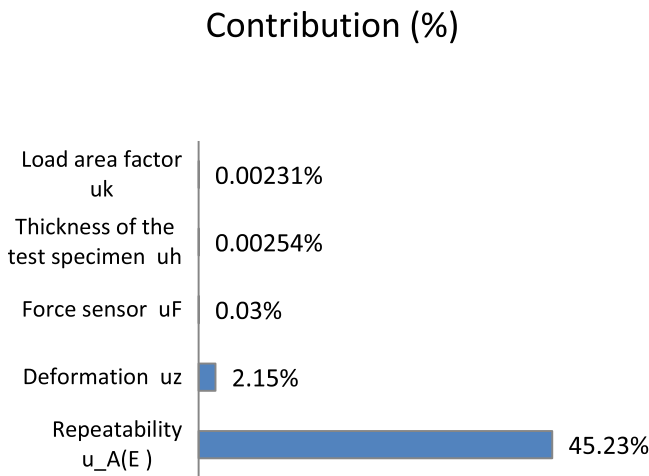 Contribution (%)
Load area factor
uk
0.00231%
Thickness of the
test specimen uh
0.00254%
Force sensor uF
0.03%
Deformation uz
2.15%
Repeatability
u_A(E )
45.23%